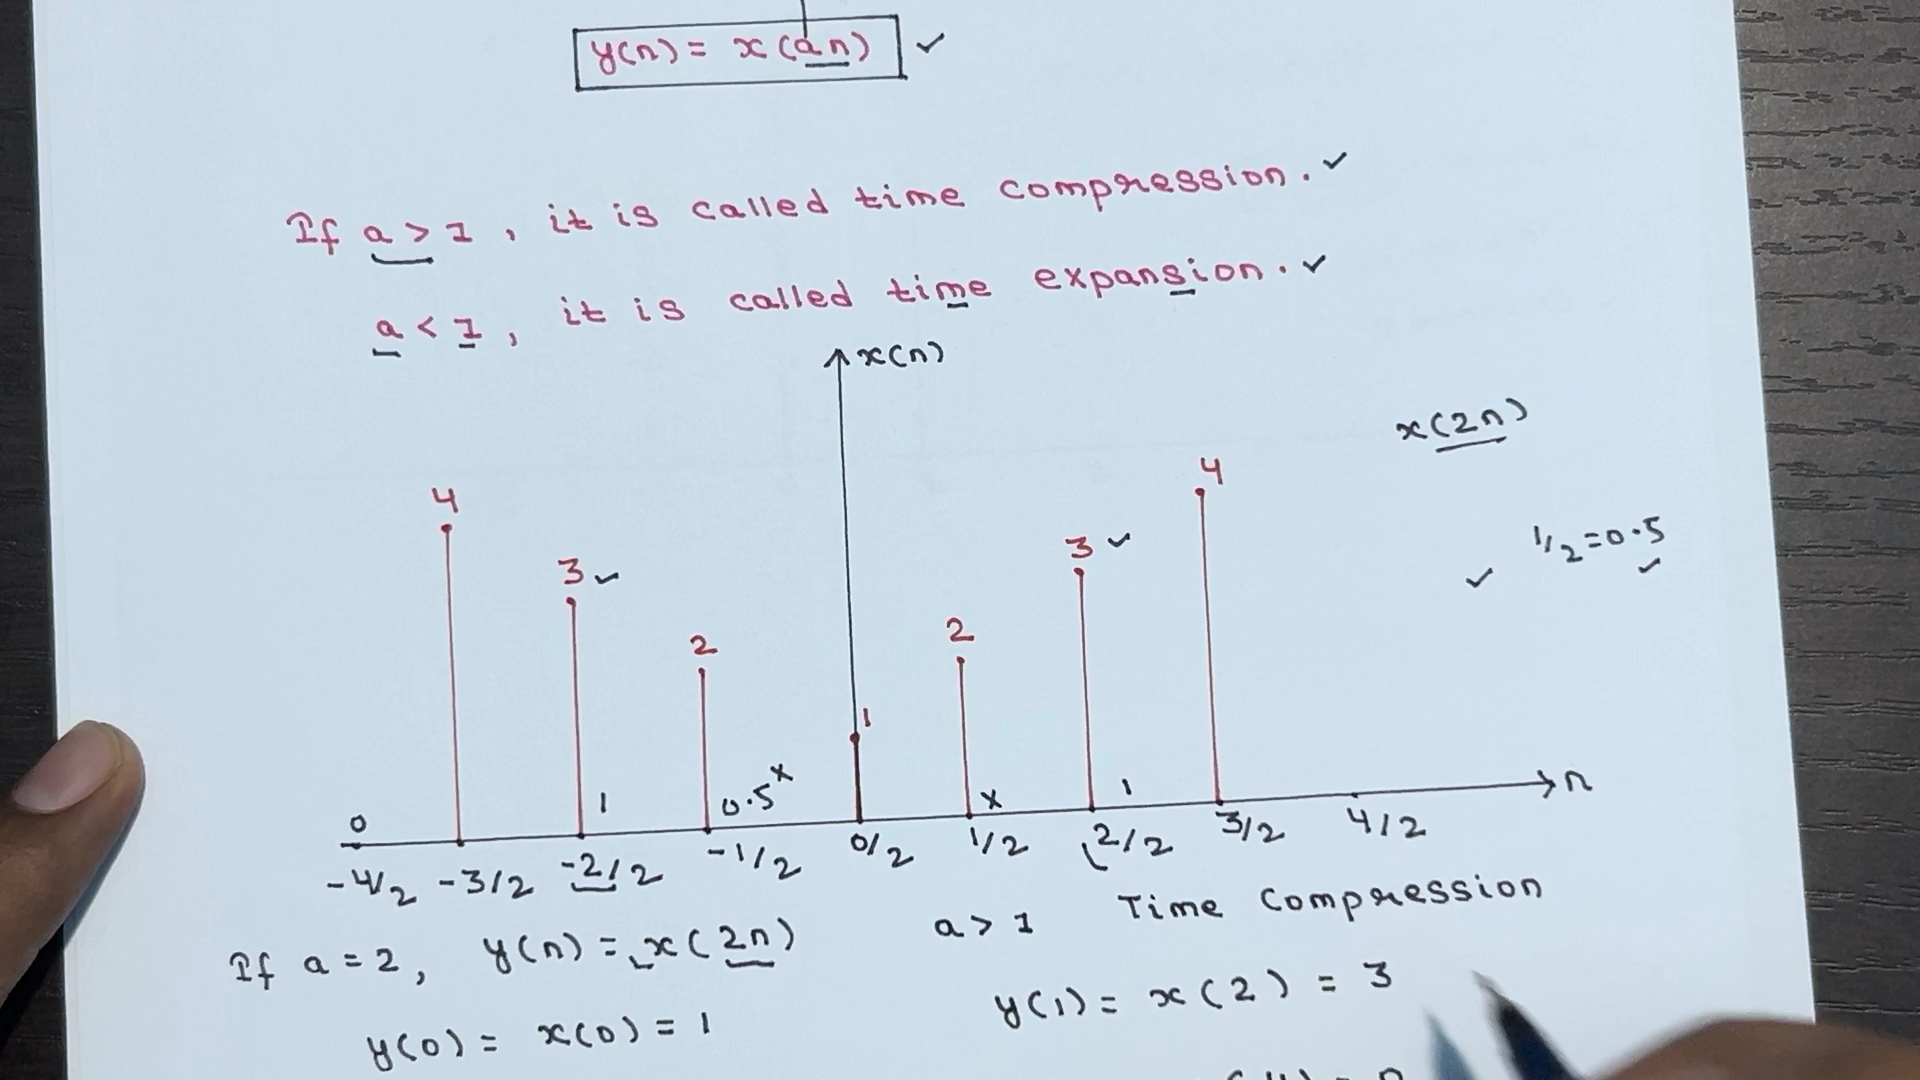 y(n) = x(an) ✓
If a > 1, it is called time compression. ✓
a < 1, it is called time expansion. ✓
x(n)
x(2n)
4 3 ✓ 2 1 2 3 ✓ 4
✓ 1/2 = 0.5 ✓
0 1 0.5 x x 1 n
-4/2 -3/2 -2/2 -1/2 0/2 1/2 2/2 3/2 4/2
If a = 2, y(n) = x(2n) a > 1 Time Compression
y(0) = x(0) = 1 y(1) = x(2) = 3